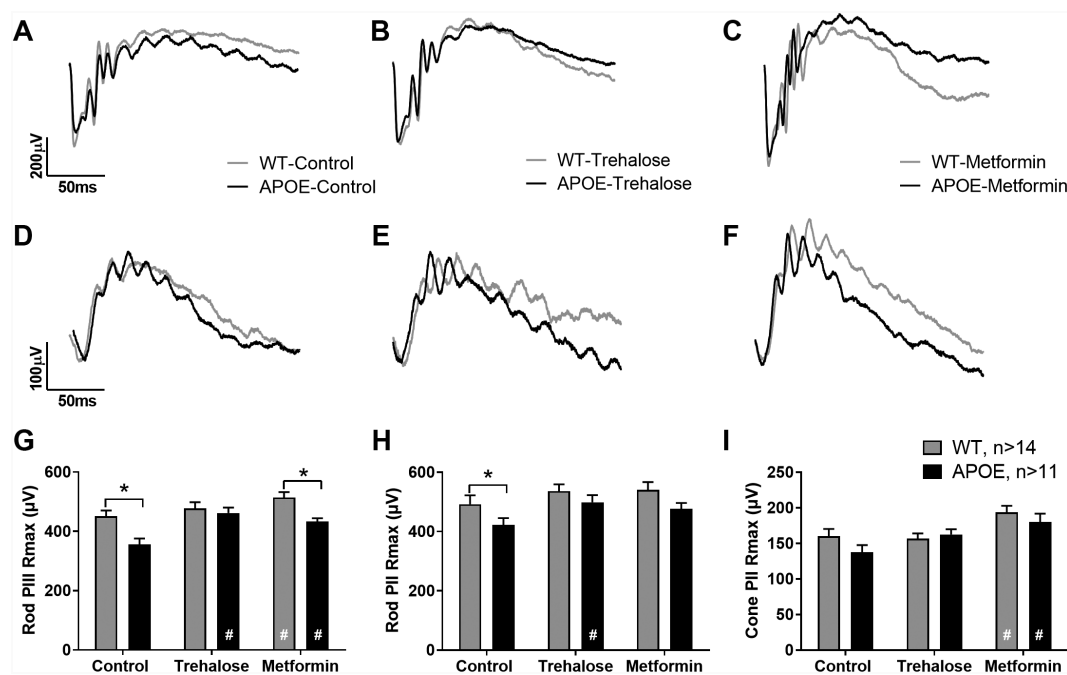 A
B
C
200µV
50ms
WT-Control
APOE-Control
WT-Trehalose
APOE-Trehalose
WT-Metformin
APOE-Metformin
D
E
F
100µV
50ms
G
H
I
WT, n>14
APOE, n>11
Rod PIII Rmax (µV)
600
400
200
0
*
*
#
#
#
Control
Trehalose
Metformin
Rod PII Rmax (µV)
600
400
200
0
*
#
Control
Trehalose
Metformin
Cone PII Rmax (µV)
250
200
150
100
50
0
#
#
Control
Trehalose
Metformin